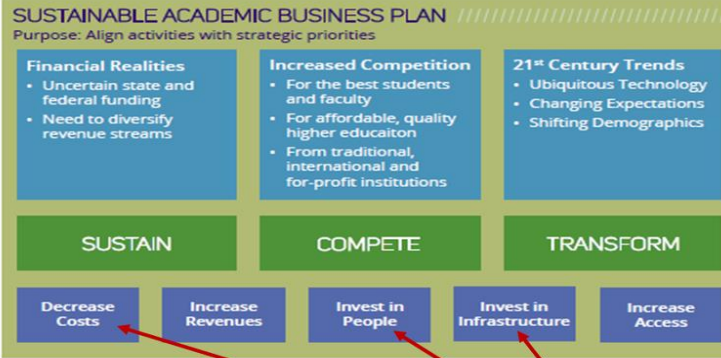 SUSTAINABLE ACADEMIC BUSINESS PLAN
Purpose: Align activities with strategic priorities
Financial Realities
• Uncertain state and
federal funding
• Need to diversify
revenue streams
Increased Competition
• For the best students
and faculty
• For affordable, quality
higher educaiton
• From traditional,
international and
for-profit institutions
21st Century Trends
• Ubiquitous Technology
• Changing Expectations
• Shifting Demographics
SUSTAIN
COMPETE
TRANSFORM
Decrease
Costs
Increase
Revenues
Invest in
People
Invest in
Infrastructure
Increase
Access